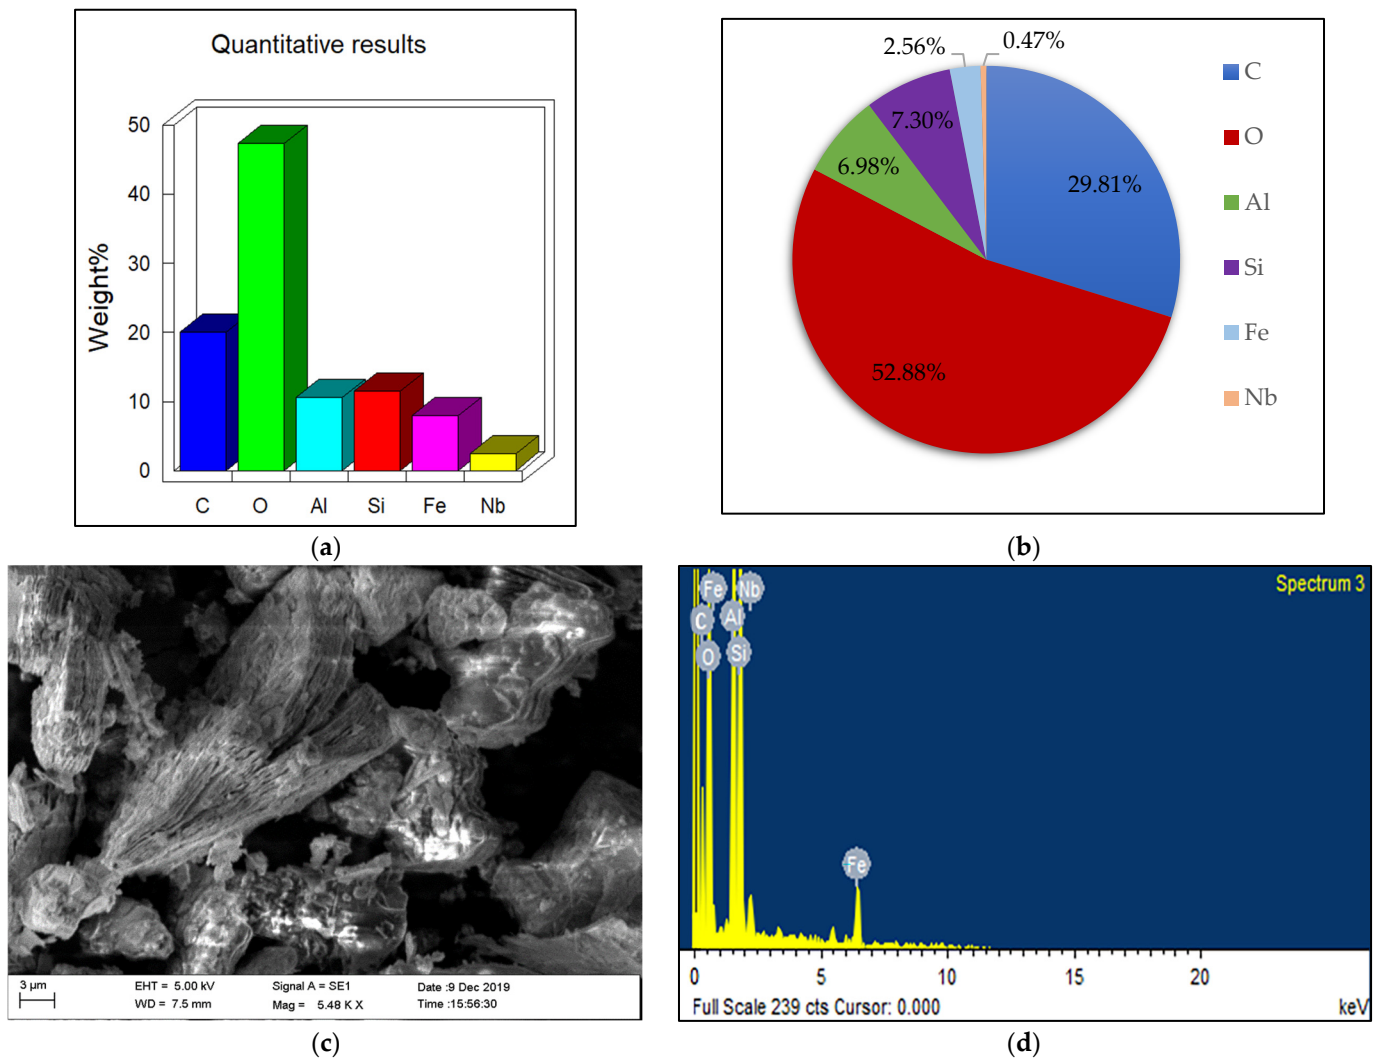 Quantitative results
Weight%
50
40
30
20
10
0
C O Al Si Fe Nb
(a)
2.56%
0.47%
7.30%
6.98%
29.81%
52.88%
C
O
Al
Si
Fe
Nb
(b)
3 µm
EHT = 5.00 kV Signal A = SE1 Date :9 Dec 2019
WD = 7.5 mm Mag = 5.48 K X Time :15:56:30
(c)
Spectrum 3
Fe Nb
C Al
O Si
Fe
0 5 10 15 20
Full Scale 239 cts Cursor: 0.000 keV
(d)